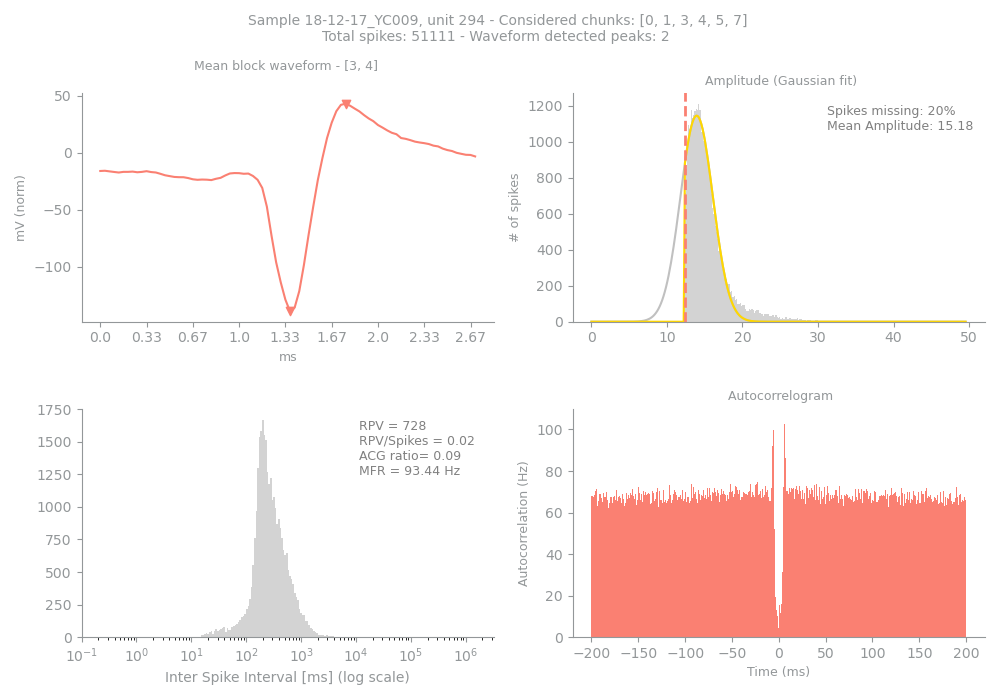 Sample 18-12-17_YC009, unit 294 - Considered chunks: [0, 1, 3, 4, 5, 7]
Total spikes: 51111 - Waveform detected peaks: 2
Mean block waveform - [3, 4]
50
0
−50
−100
mV (norm)
0.0 0.33 0.67 1.0 1.33 1.67 2.0 2.33 2.67
ms
Amplitude (Gaussian fit)
Spikes missing: 20%
Mean Amplitude: 15.18
1200
1000
800
600
400
200
0
# of spikes
0 10 20 30 40 50
1750
1500
1250
1000
750
500
250
0
RPV = 728
RPV/Spikes = 0.02
ACG ratio= 0.09
MFR = 93.44 Hz
10⁻¹ 10⁰ 10¹ 10² 10³ 10⁴ 10⁵ 10⁶
Inter Spike Interval [ms] (log scale)
Autocorrelogram
100
80
60
40
20
0
Autocorrelation (Hz)
−200 −150 −100 −50 0 50 100 150 200
Time (ms)